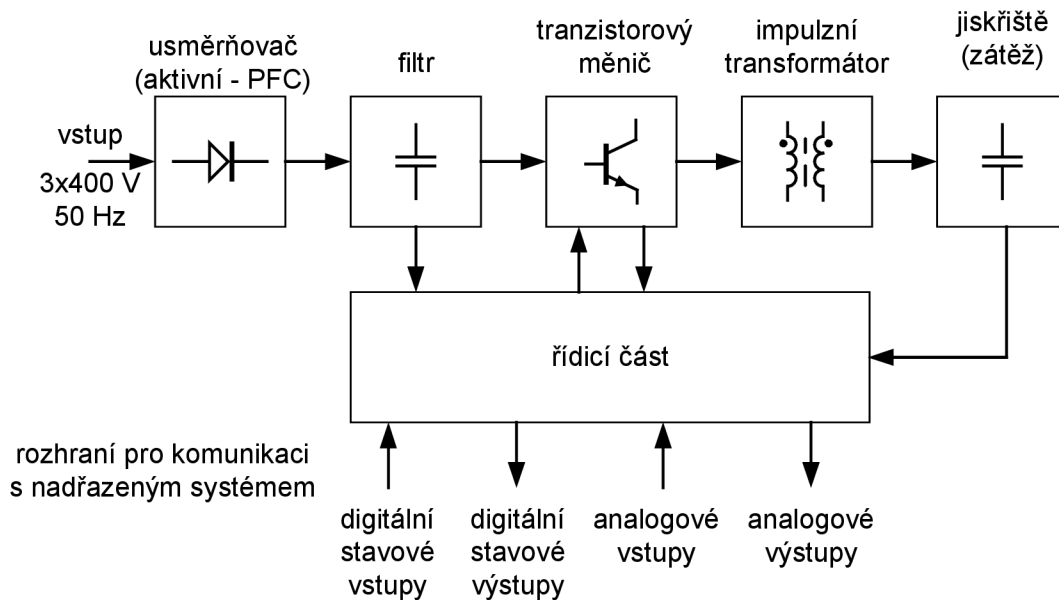 usměrňovač
(aktivní - PFC)
filtr
tranzistorový
měnič
impulzní
transformátor
jiskřiště
(zátěž)
vstup
3x400 V
50 Hz
řídicí část
rozhraní pro komunikaci
s nadřazeným systémem
digitální
stavové
vstupy
digitální
stavové
výstupy
analogové
vstupy
analogové
výstupy